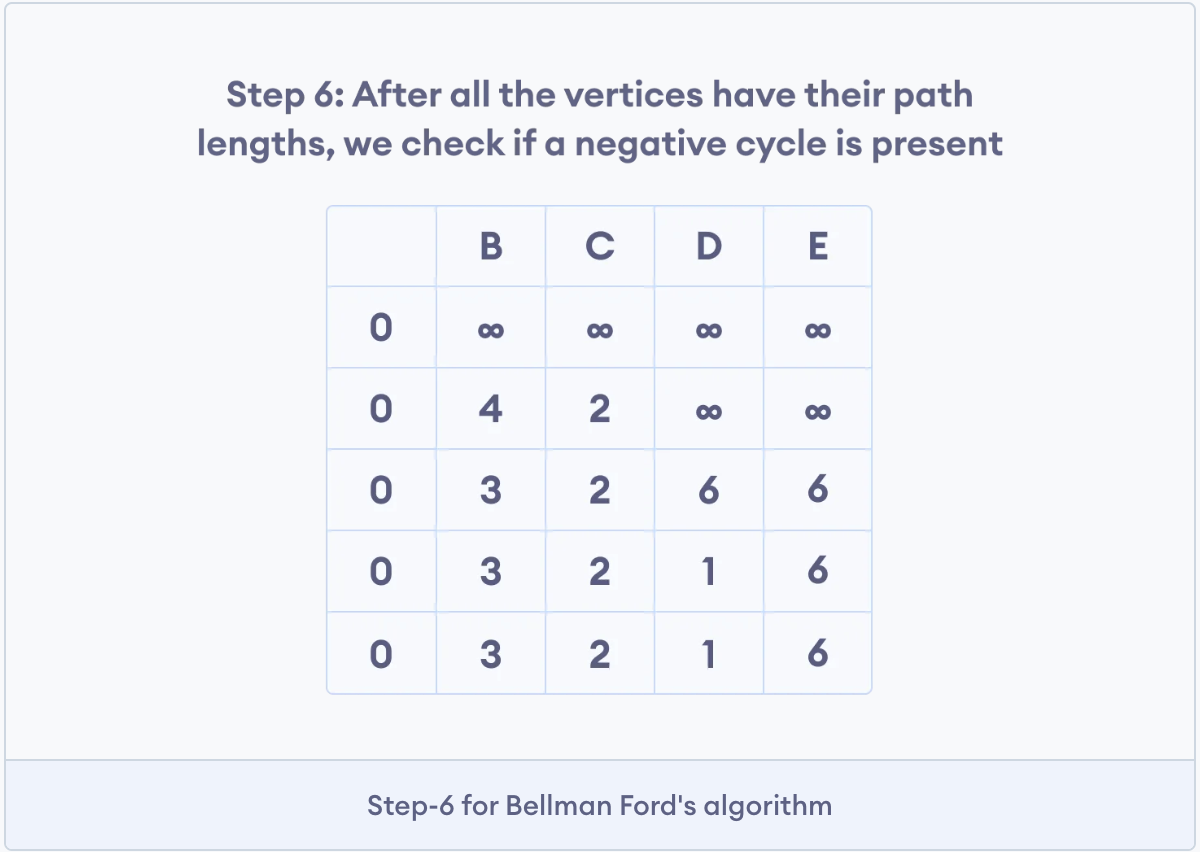 Step 6: After all the vertices have their path
lengths, we check if a negative cycle is present
B C D E
0 ∞ ∞ ∞ ∞
0 4 2 ∞ ∞
0 3 2 6 6
0 3 2 1 6
0 3 2 1 6
Step-6 for Bellman Ford's algorithm